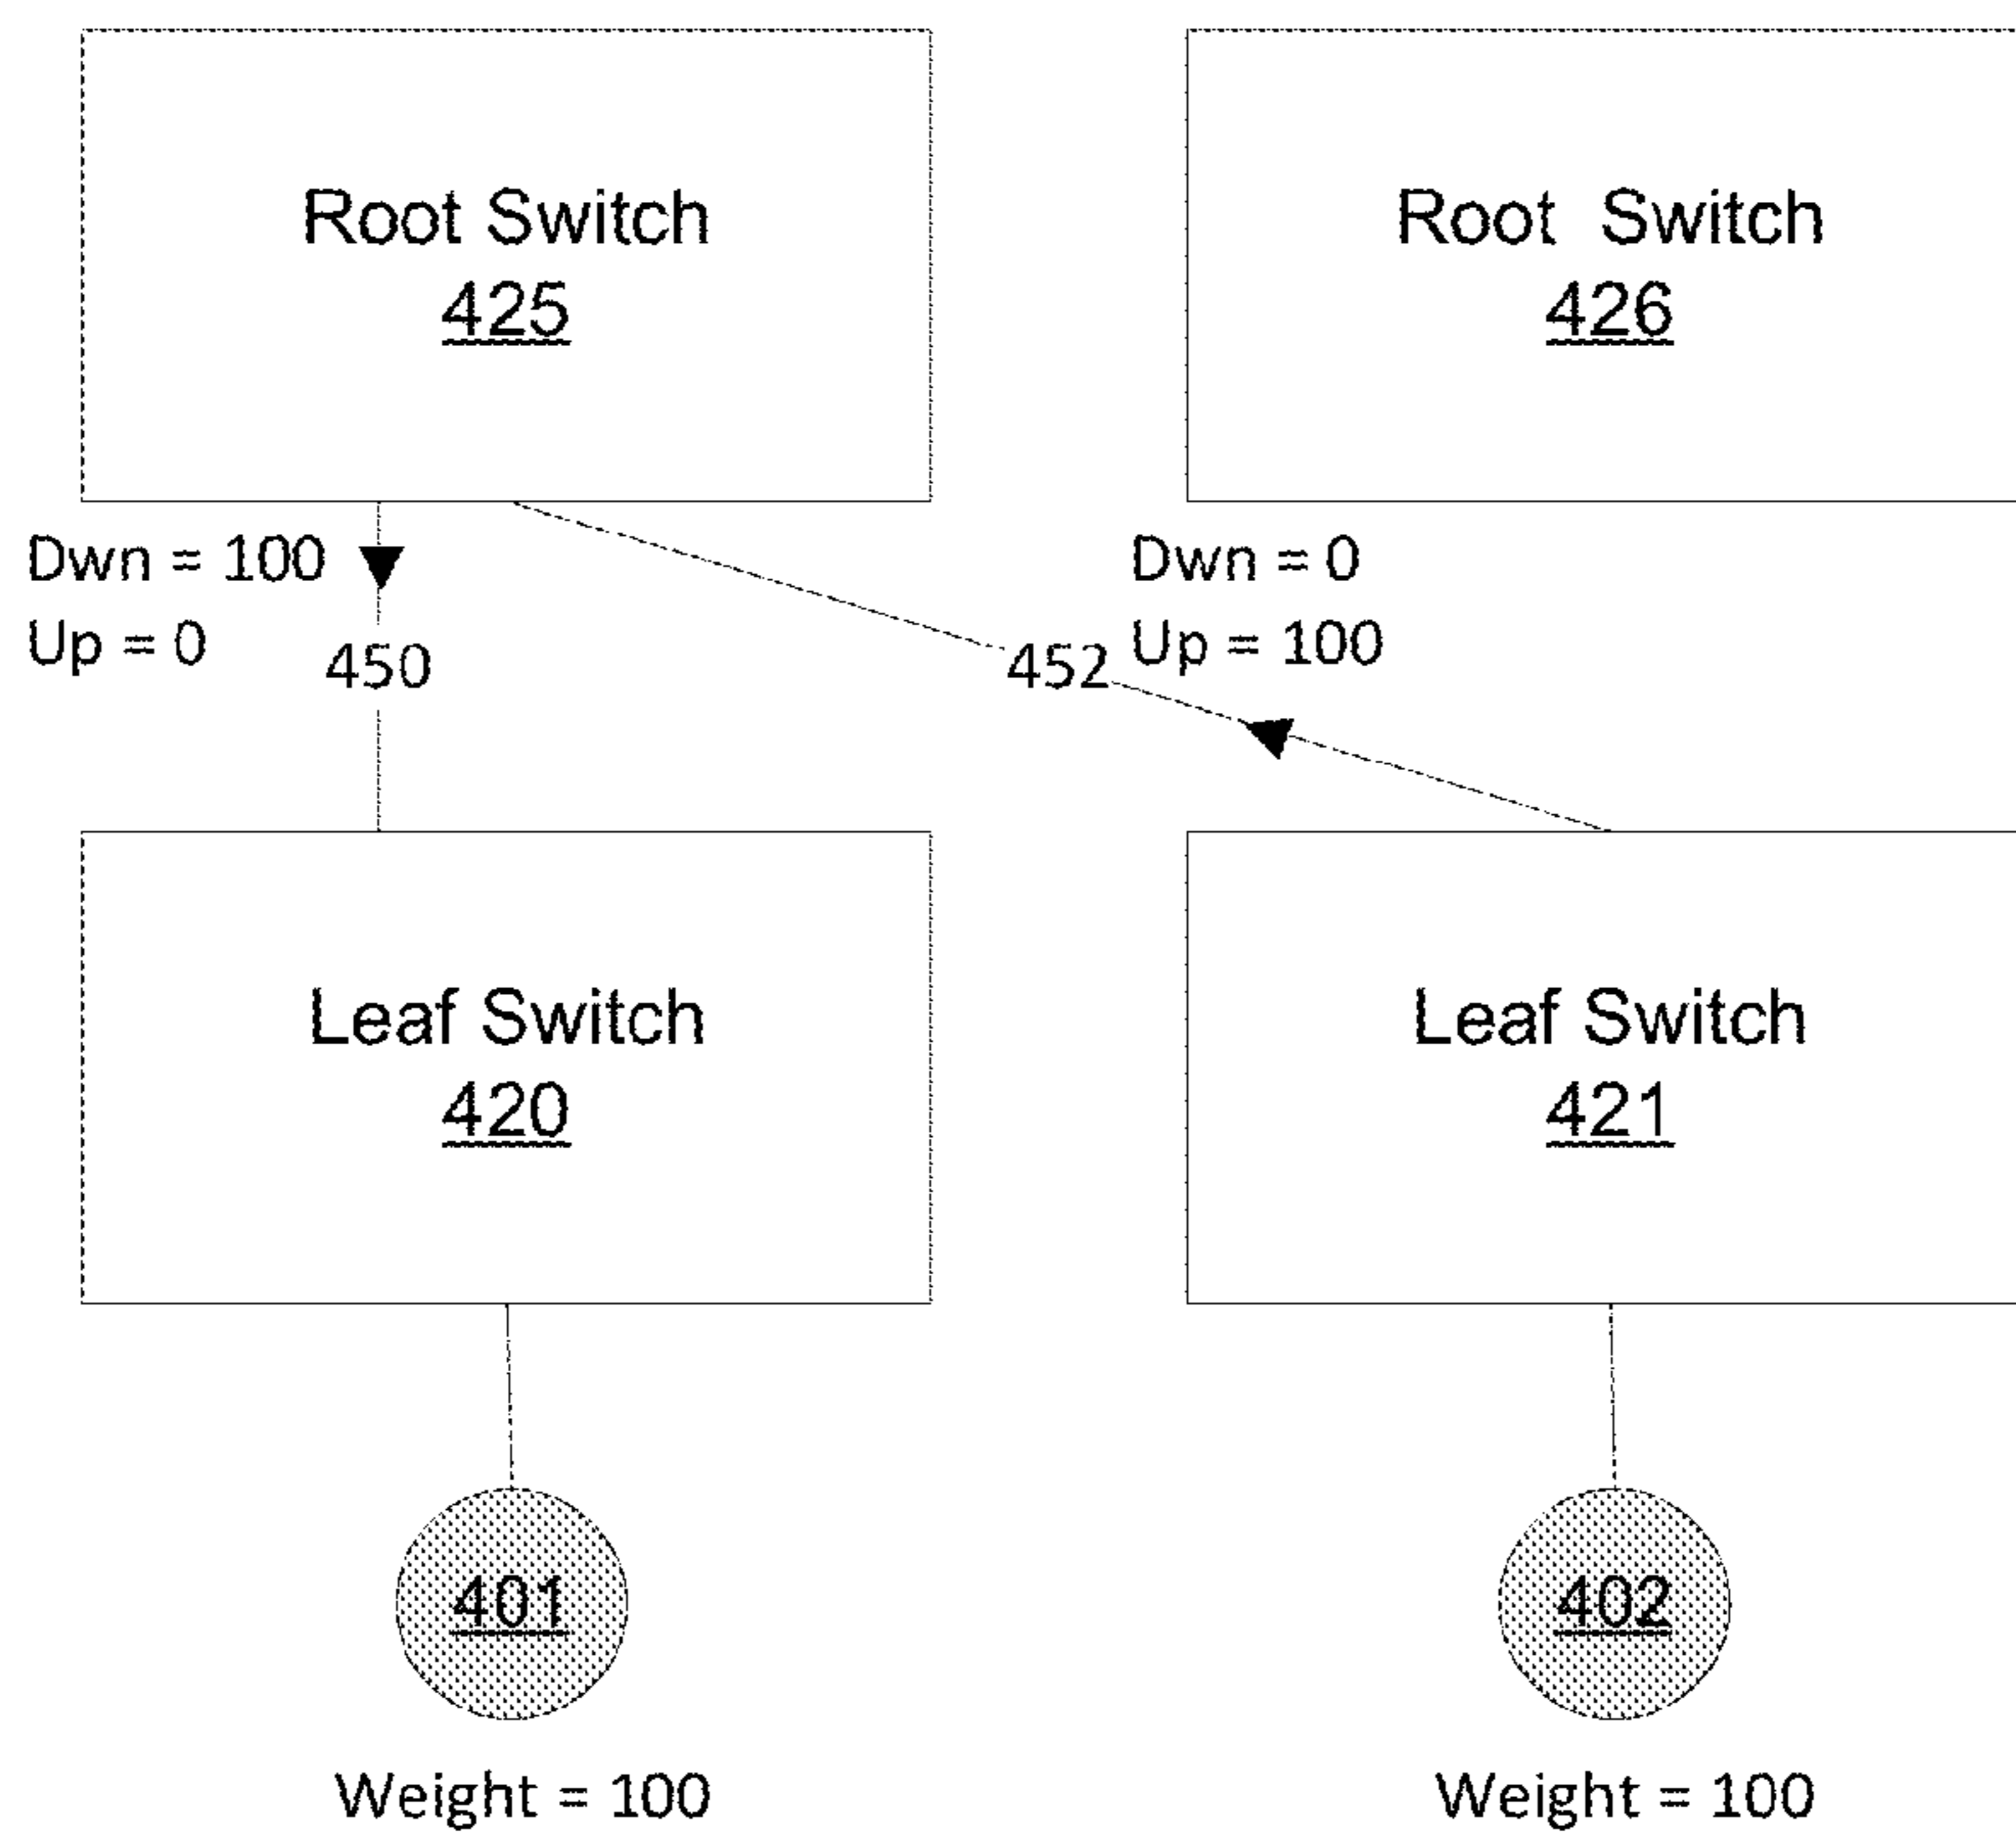 Root Switch
425
Root Switch
426
Dwn = 100
Up = 0
450
452
Dwn = 0
Up = 100
Leaf Switch
420
Leaf Switch
421
401
402
Weight = 100
Weight = 100